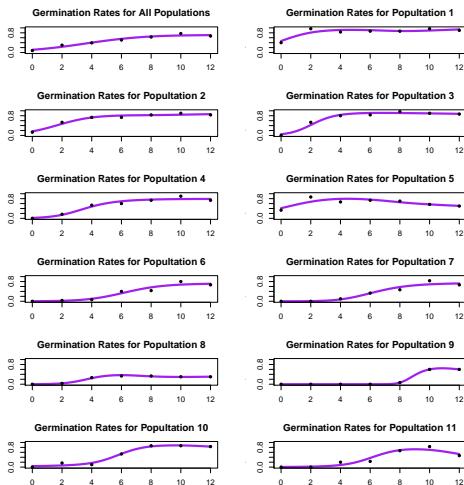 Germination Rates for All Populations
0.0 0.8
0 2 4 6 8 10 12
Germination Rates for Popultation 1
0.0 0.8
0 2 4 6 8 10 12
Germination Rates for Popultation 2
0.0 0.8
0 2 4 6 8 10 12
Germination Rates for Popultation 3
0.0 0.8
0 2 4 6 8 10 12
Germination Rates for Popultation 4
0.0 0.8
0 2 4 6 8 10 12
Germination Rates for Popultation 5
0.0 0.8
0 2 4 6 8 10 12
Germination Rates for Popultation 6
0.0 0.8
0 2 4 6 8 10 12
Germination Rates for Popultation 7
0.0 0.8
0 2 4 6 8 10 12
Germination Rates for Popultation 8
0.0 0.8
0 2 4 6 8 10 12
Germination Rates for Popultation 9
0.0 0.8
0 2 4 6 8 10 12
Germination Rates for Popultation 10
0.0 0.8
0 2 4 6 8 10 12
Germination Rates for Popultation 11
0.0 0.8
0 2 4 6 8 10 12